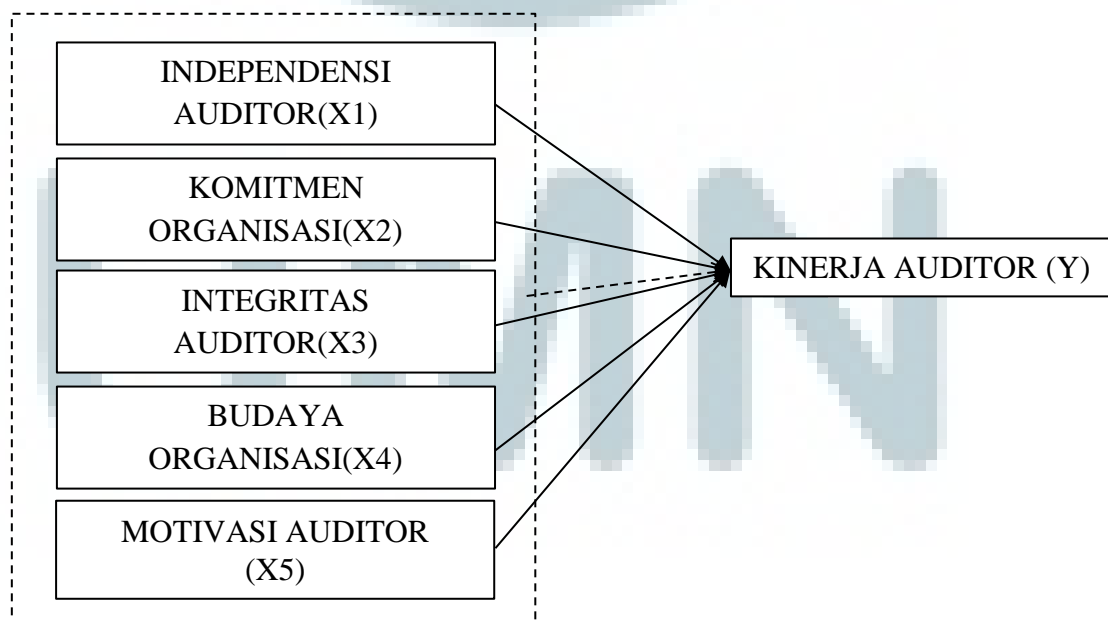 INDEPENDENSI
AUDITOR(X1)
KOMITMEN
ORGANISASI(X2)
INTEGRITAS
AUDITOR(X3)
BUDAYA
ORGANISASI(X4)
MOTIVASI AUDITOR
(X5)
KINERJA AUDITOR (Y)